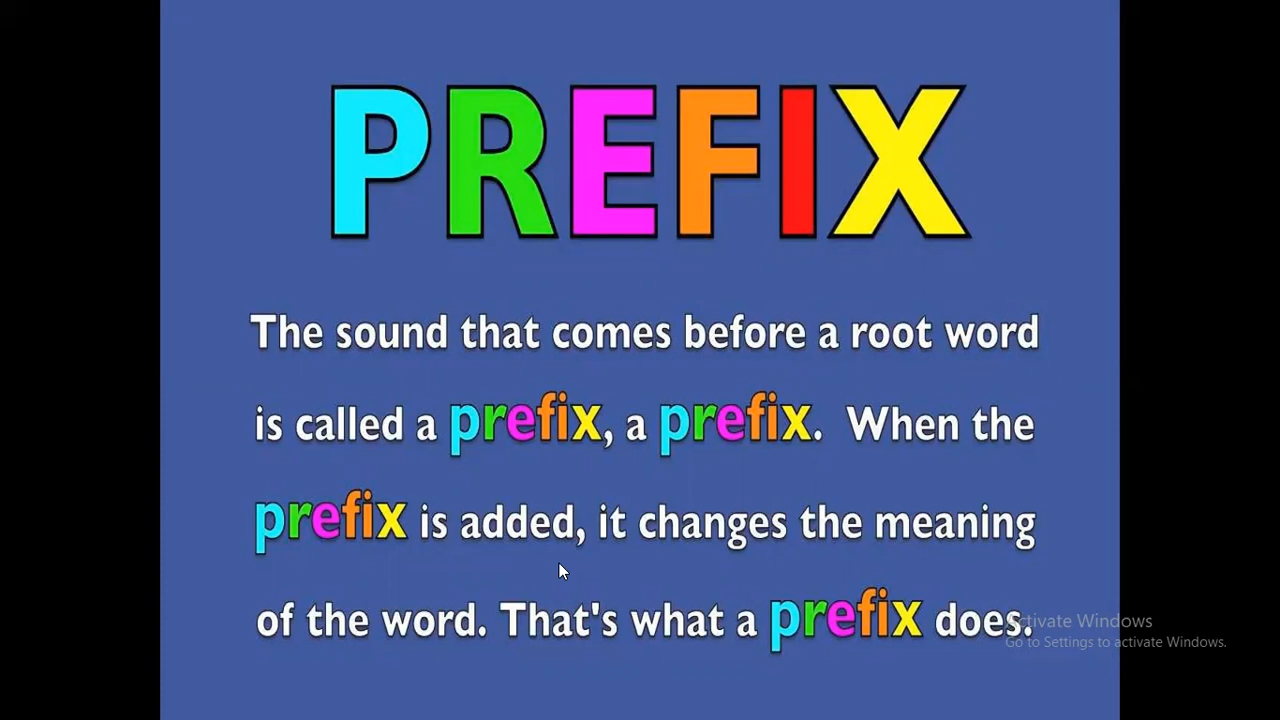 PREFIX
The sound that comes before a root word
is called a prefix, a prefix. When the
prefix is added, it changes the meaning
of the word. That's what a prefix does.
Activate Windows
Go to Settings to activate Windows.